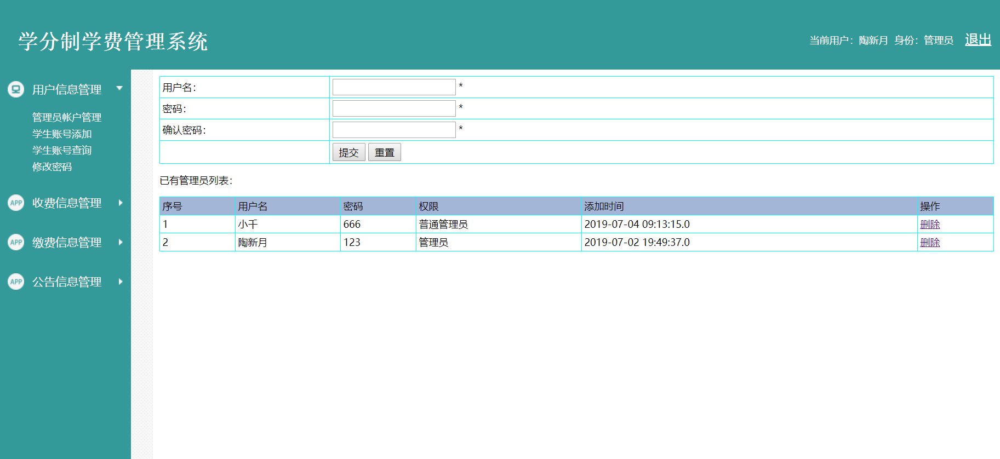 学分制学费管理系统
当前用户：陶新月 身份：管理员 退出
用户信息管理
管理员帐户管理
学生账号添加
学生账号查询
修改密码
APP 收费信息管理
APP 缴费信息管理
APP 公告信息管理
用户名： *
密码： *
确认密码： *
提交 重置
已有管理员列表：
序号 用户名 密码 权限 添加时间 操作
1 小千 666 普通管理员 2019-07-04 09:13:15.0 删除
2 陶新月 123 管理员 2019-07-02 19:49:37.0 删除